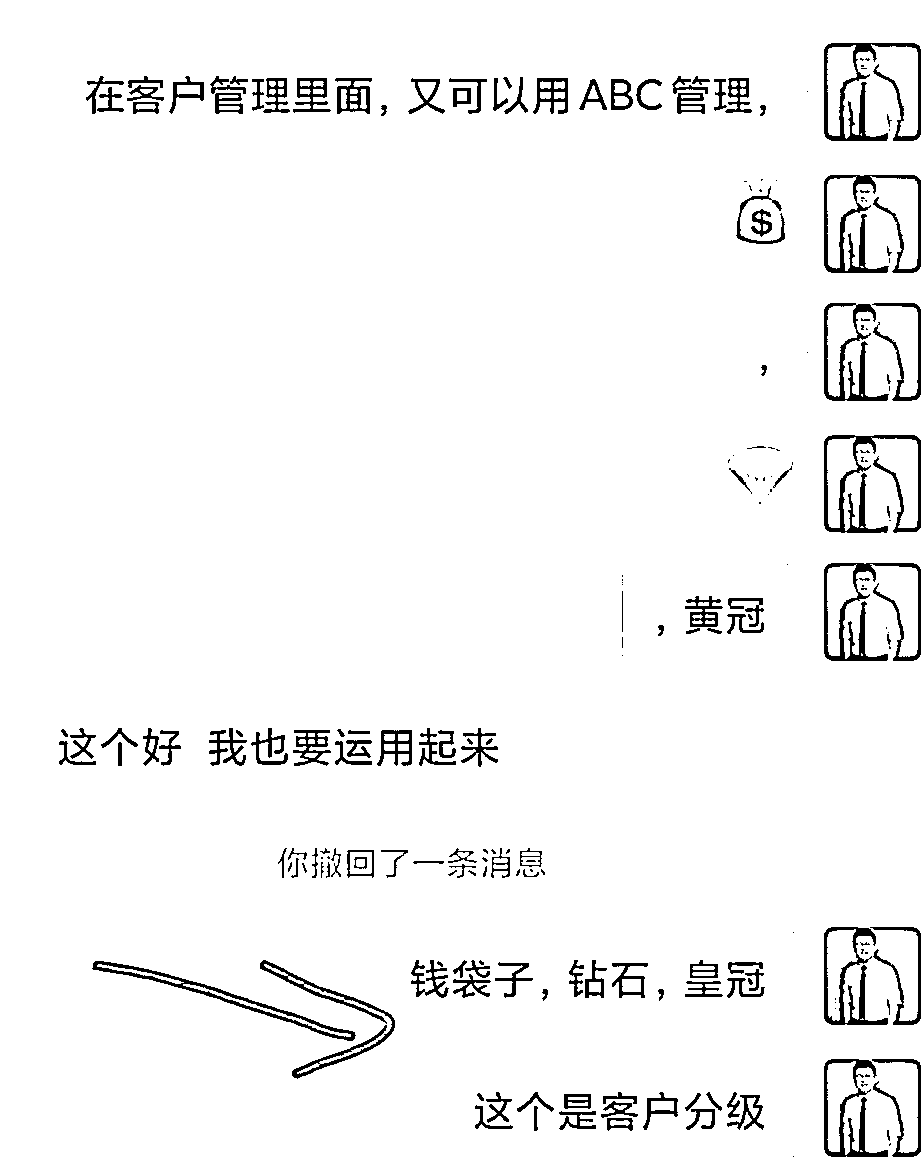 在客户管理里面，又可以用ABC管理，
$
，
，黄冠
这个好 我也要运用起来
你撤回了一条消息
钱袋子，钻石，皇冠
这个是客户分级